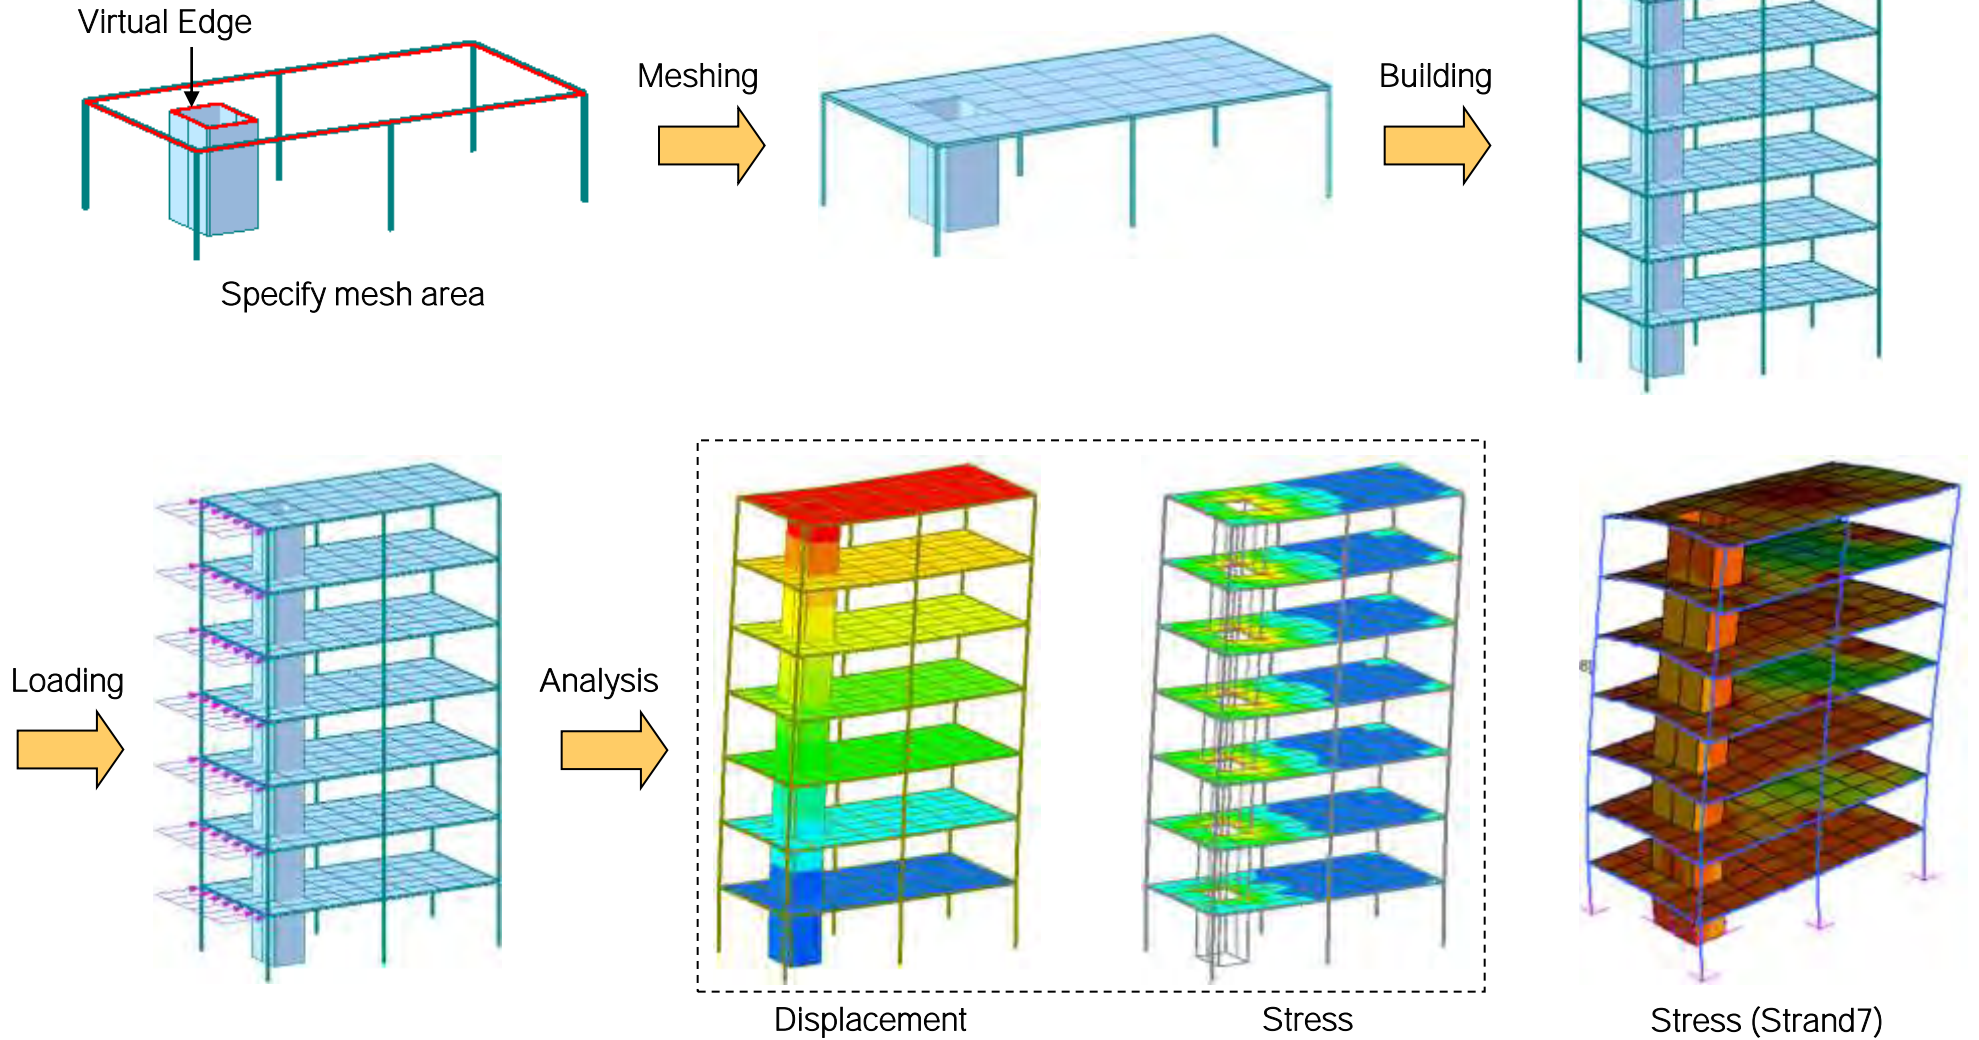 Virtual Edge
Meshing
Building
Specify mesh area
Loading
Analysis
Displacement
Stress
Stress (Strand7)